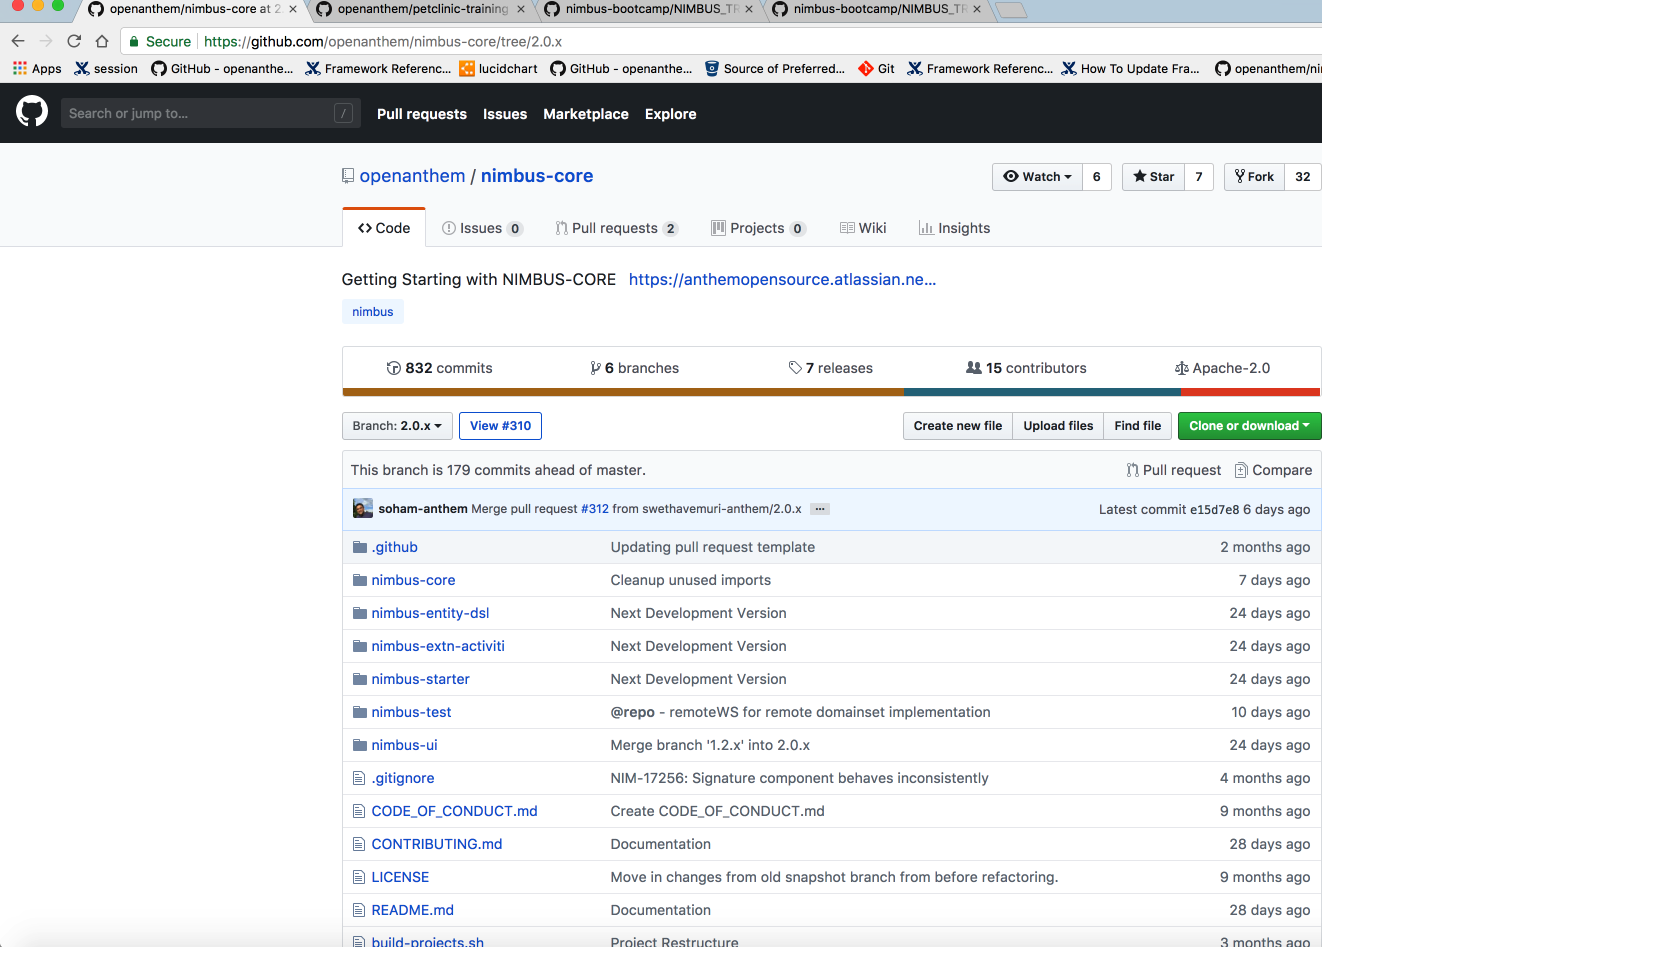 openanthem/nimbus-core at 2. × openanthem/petclinic-training × nimbus-bootcamp/NIMBUS_TR × nimbus-bootcamp/NIMBUS_TR ×
Secure https://github.com/openanthem/nimbus-core/tree/2.0.x
Apps session GitHub - openanthe... Framework Referenc... lucidchart GitHub - openanthe... Source of Preferred... Git Framework Referenc... How To Update Fra... openanthem/ni
Search or jump to... / Pull requests Issues Marketplace Explore
openanthem / nimbus-core Watch 6 Star 7 Fork 32
Code Issues 0 Pull requests 2 Projects 0 Wiki Insights
Getting Starting with NIMBUS-CORE https://anthemopensource.atlassian.ne...
nimbus
832 commits 6 branches 7 releases 15 contributors Apache-2.0
Branch: 2.0.x View #310 Create new file Upload files Find file Clone or download
This branch is 179 commits ahead of master. Pull request Compare
soham-anthem Merge pull request #312 from swethavemuri-anthem/2.0.x ... Latest commit e15d7e8 6 days ago
.github Updating pull request template 2 months ago
nimbus-core Cleanup unused imports 7 days ago
nimbus-entity-dsl Next Development Version 24 days ago
nimbus-extn-activiti Next Development Version 24 days ago
nimbus-starter Next Development Version 24 days ago
nimbus-test @repo - remoteWS for remote domainset implementation 10 days ago
nimbus-ui Merge branch '1.2.x' into 2.0.x 24 days ago
.gitignore NIM-17256: Signature component behaves inconsistently 4 months ago
CODE_OF_CONDUCT.md Create CODE_OF_CONDUCT.md 9 months ago
CONTRIBUTING.md Documentation 28 days ago
LICENSE Move in changes from old snapshot branch from before refactoring. 9 months ago
README.md Documentation 28 days ago
build-projects.sh Project Restructure 3 months ago